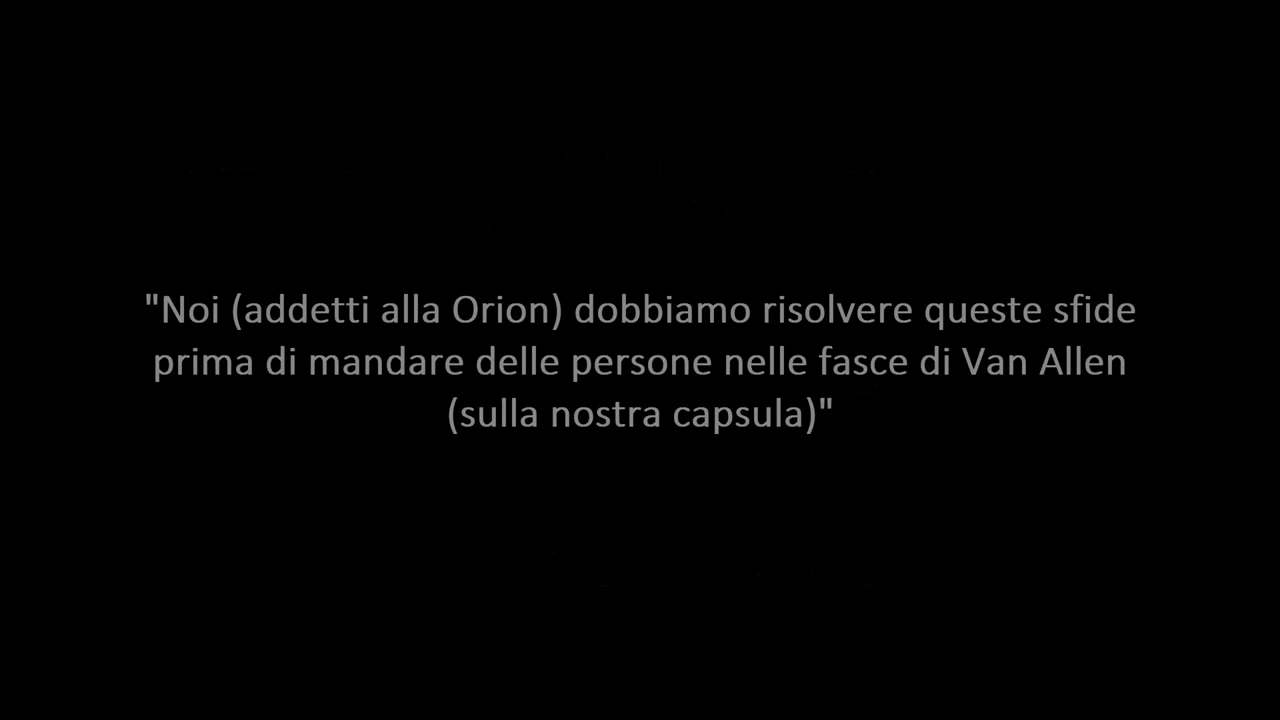 "Noi (addetti alla Orion) dobbiamo risolvere queste sfide
prima di mandare delle persone nelle fasce di Van Allen
(sulla nostra capsula)"